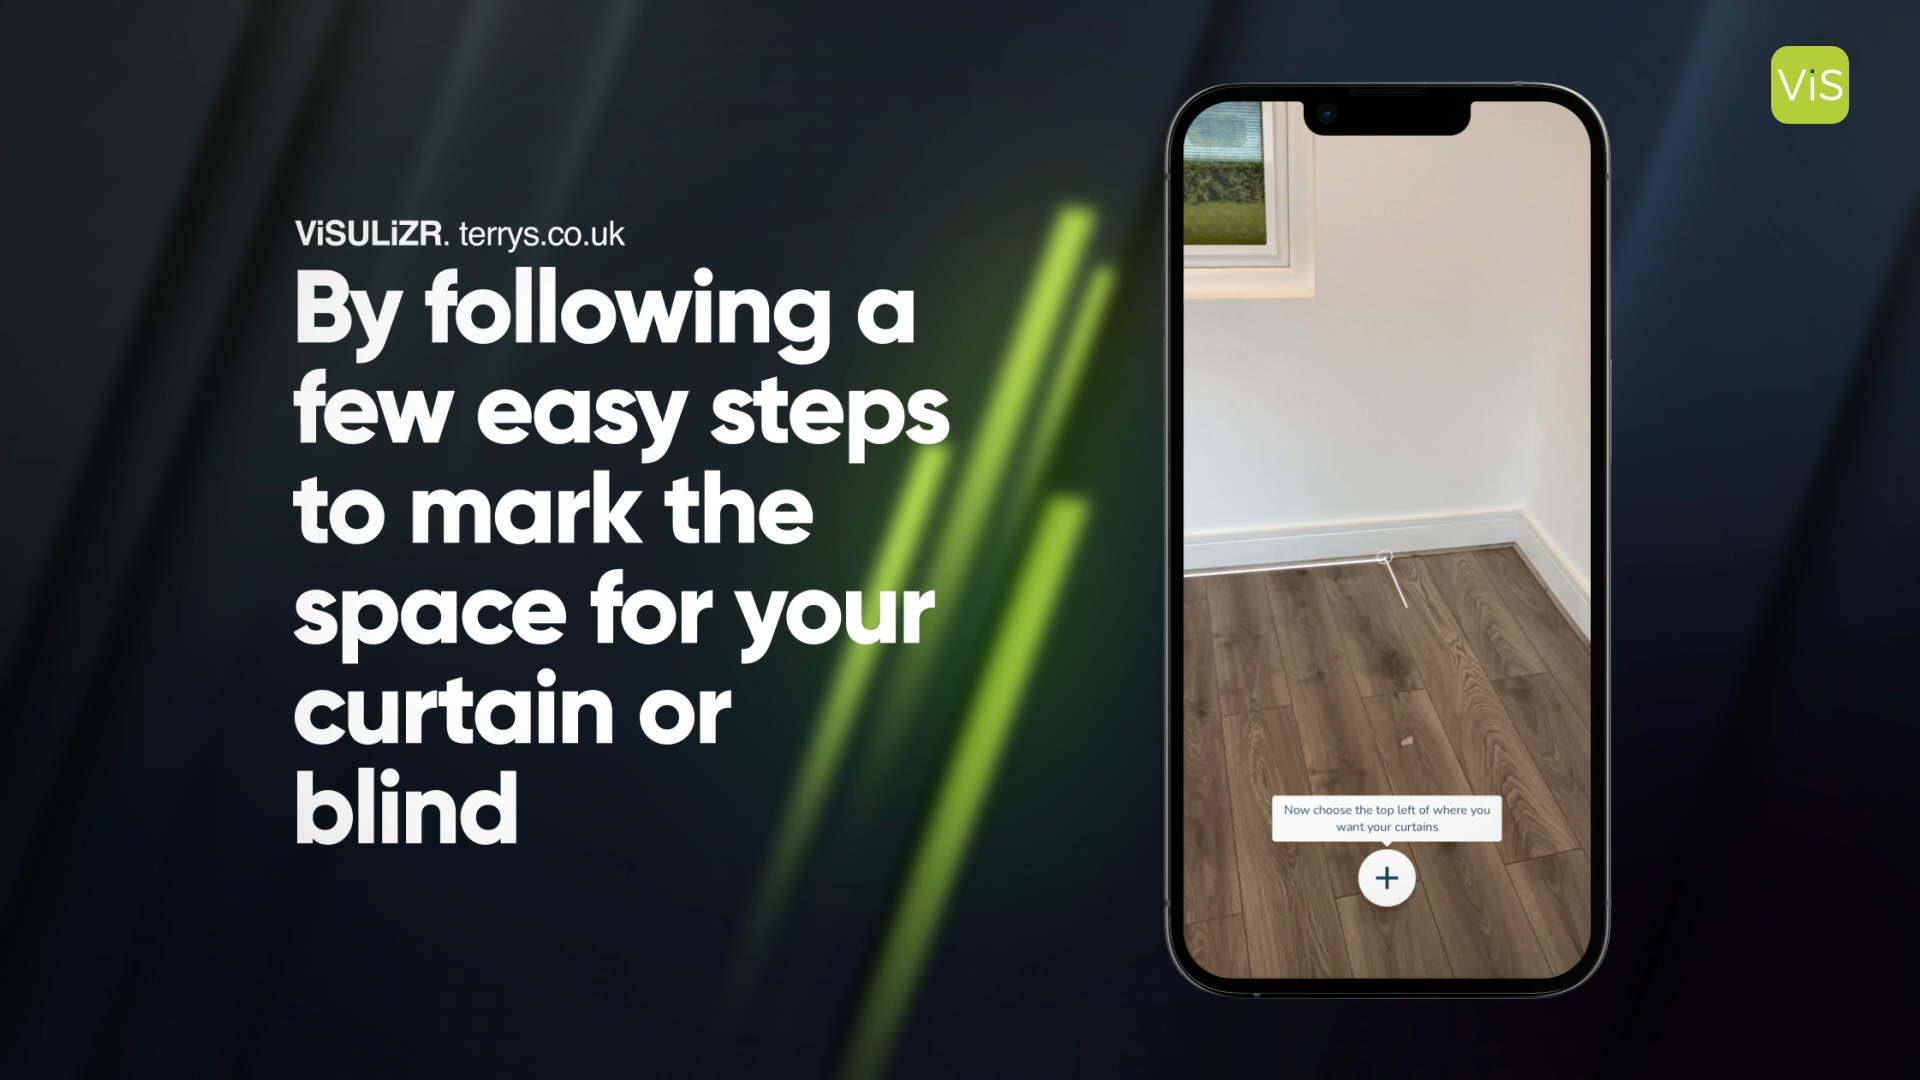 ViS
ViSULiZR. terrys.co.uk
By following a
few easy steps
to mark the
space for your
curtain or
blind
Now choose the top left of where you
want your curtains